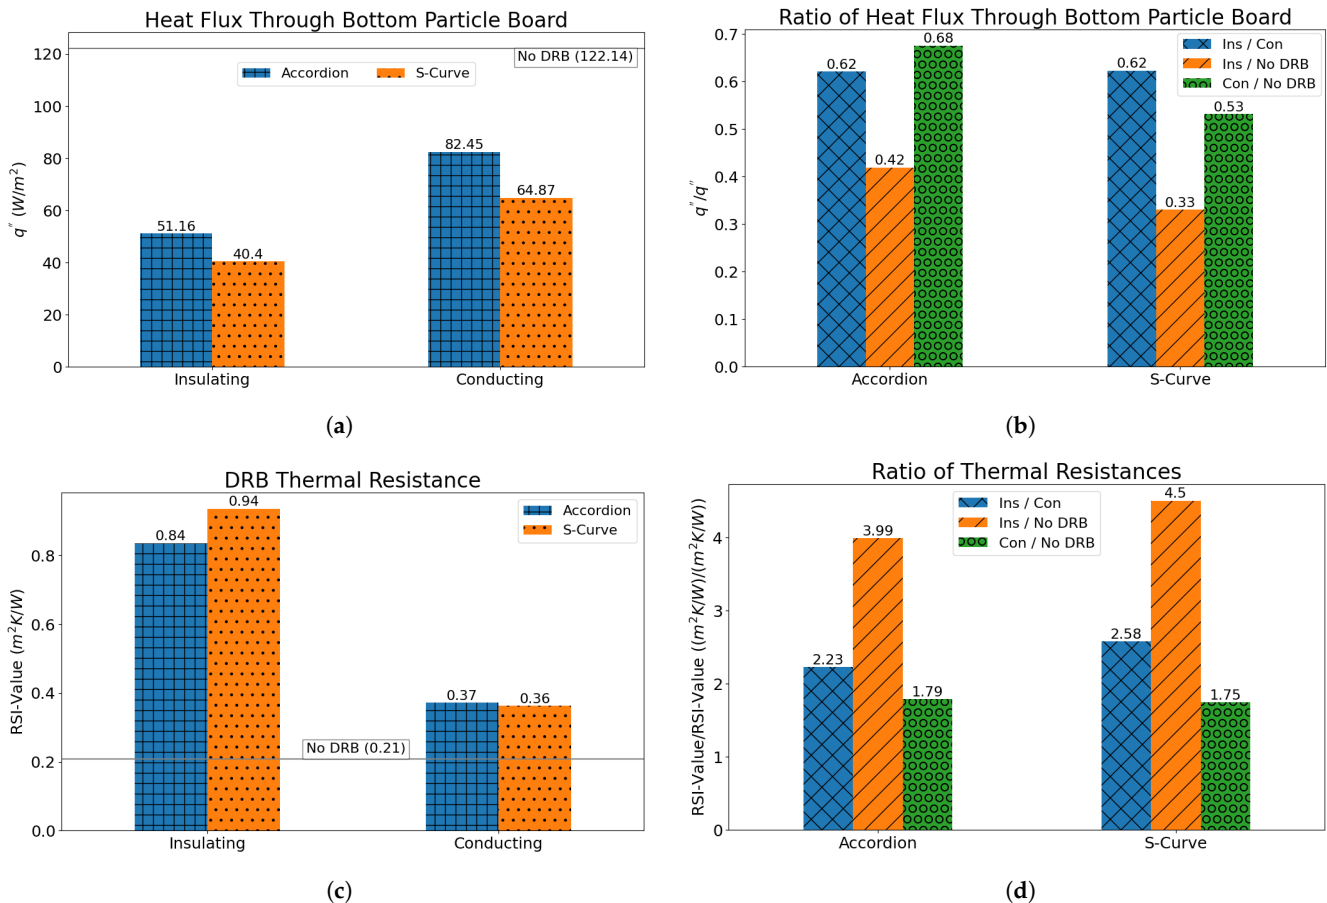 Heat Flux Through Bottom Particle Board
No DRB (122.14)
Accordion
S-Curve
q″ (W/m²)
120
100
80
60
40
20
0
51.16
40.4
82.45
64.87
Insulating
Conducting
(a)
Ratio of Heat Flux Through Bottom Particle Board
Ins / Con
Ins / No DRB
Con / No DRB
q″/q″
0.7
0.6
0.5
0.4
0.3
0.2
0.1
0.0
0.62
0.42
0.68
0.62
0.33
0.53
Accordion
S-Curve
(b)
DRB Thermal Resistance
Accordion
S-Curve
RSI-Value (m²K/W)
0.8
0.6
0.4
0.2
0.0
0.84
0.94
0.37
0.36
No DRB (0.21)
Insulating
Conducting
(c)
Ratio of Thermal Resistances
Ins / Con
Ins / No DRB
Con / No DRB
RSI-Value/RSI-Value ((m²K/W)/(m²K/W))
4
3
2
1
0
2.23
3.99
1.79
2.58
4.5
1.75
Accordion
S-Curve
(d)